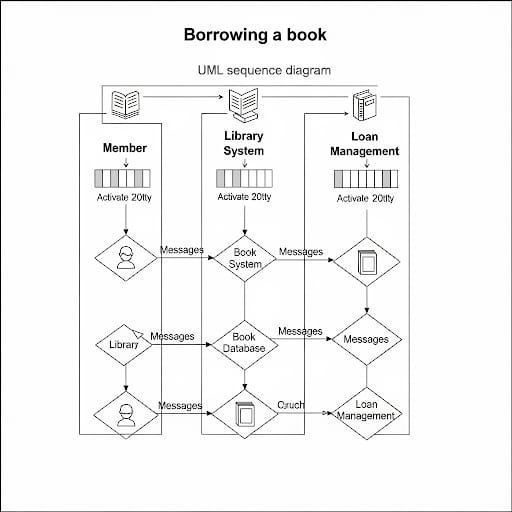 Borrowing a book
UML sequence diagram
Member
Library
System
Loan
Management
Activate 20tty
Activate 20tty
Activate 20tty
Messages
Book
System
Messages
Library
Messages
Book
Database
Messages
Messages
Messages
Cruch
Loan
Management